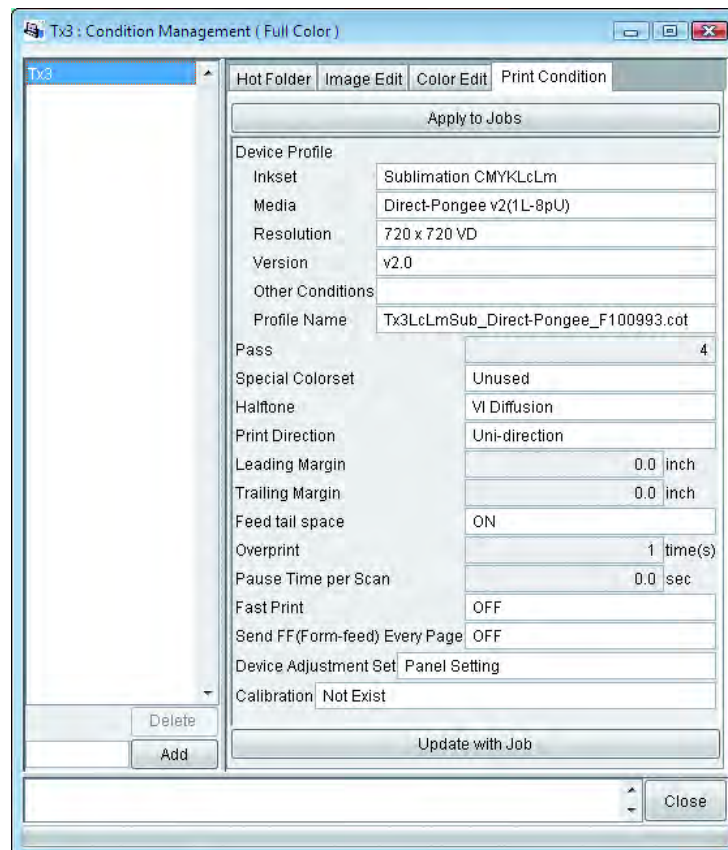 Tx3 : Condition Management ( Full Color )
Tx3
Hot Folder Image Edit Color Edit Print Condition
Apply to Jobs
Device Profile
Inkset Sublimation CMYKLcLm
Media Direct-Pongee v2(1L-8pU)
Resolution 720 x 720 VD
Version v2.0
Other Conditions
Profile Name Tx3LcLmSub_Direct-Pongee_F100993.cot
Pass 4
Special Colorset Unused
Halftone VI Diffusion
Print Direction Uni-direction
Leading Margin 0.0 inch
Trailing Margin 0.0 inch
Feed tail space ON
Overprint 1 time(s)
Pause Time per Scan 0.0 sec
Fast Print OFF
Send FF(Form-feed) Every Page OFF
Device Adjustment Set Panel Setting
Calibration Not Exist
Delete
Add
Update with Job
Close